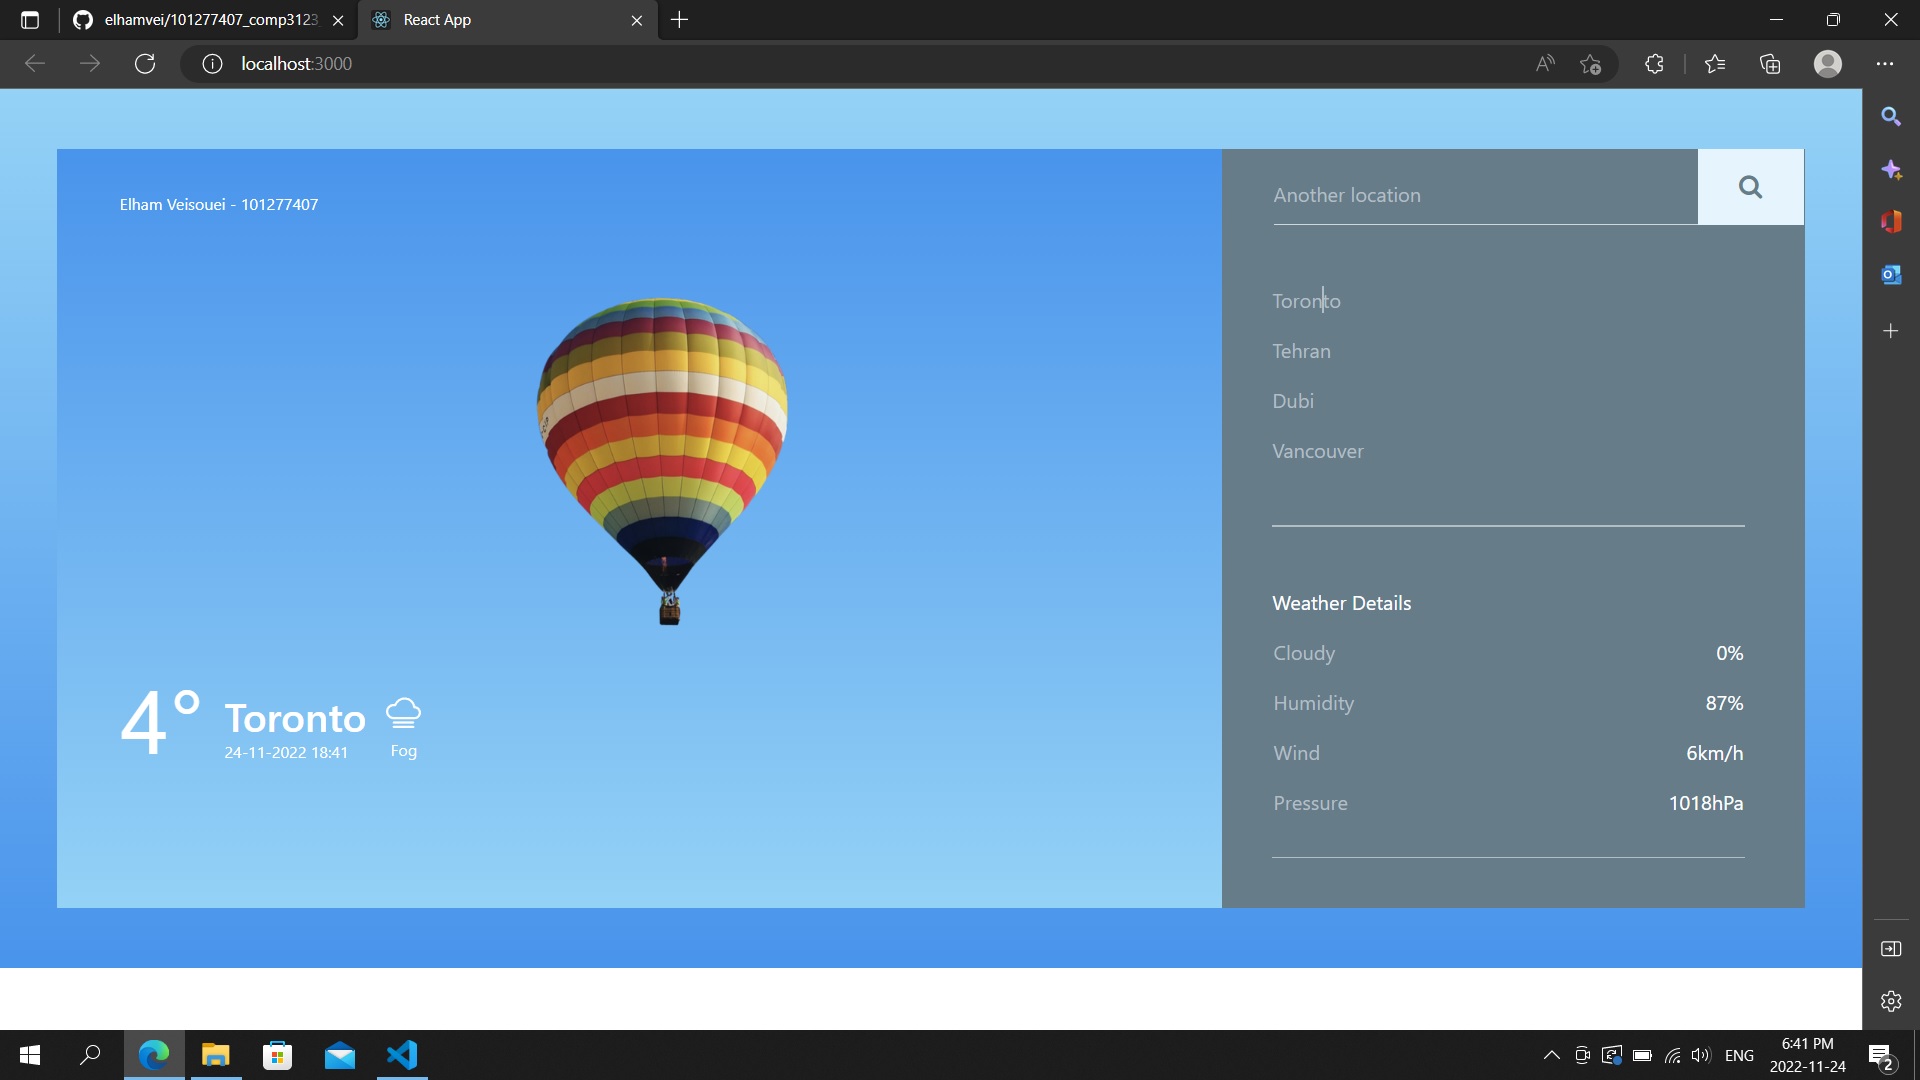 elhamvei/101277407_comp3123
React App
localhost:3000
Elham Veisouei - 101277407
Another location
Toronto
Tehran
Dubi
Vancouver
Weather Details
Cloudy 0%
Humidity 87%
Wind 6km/h
Pressure 1018hPa
4° Toronto
24-11-2022 18:41
Fog
ENG
6:41 PM
2022-11-24
2